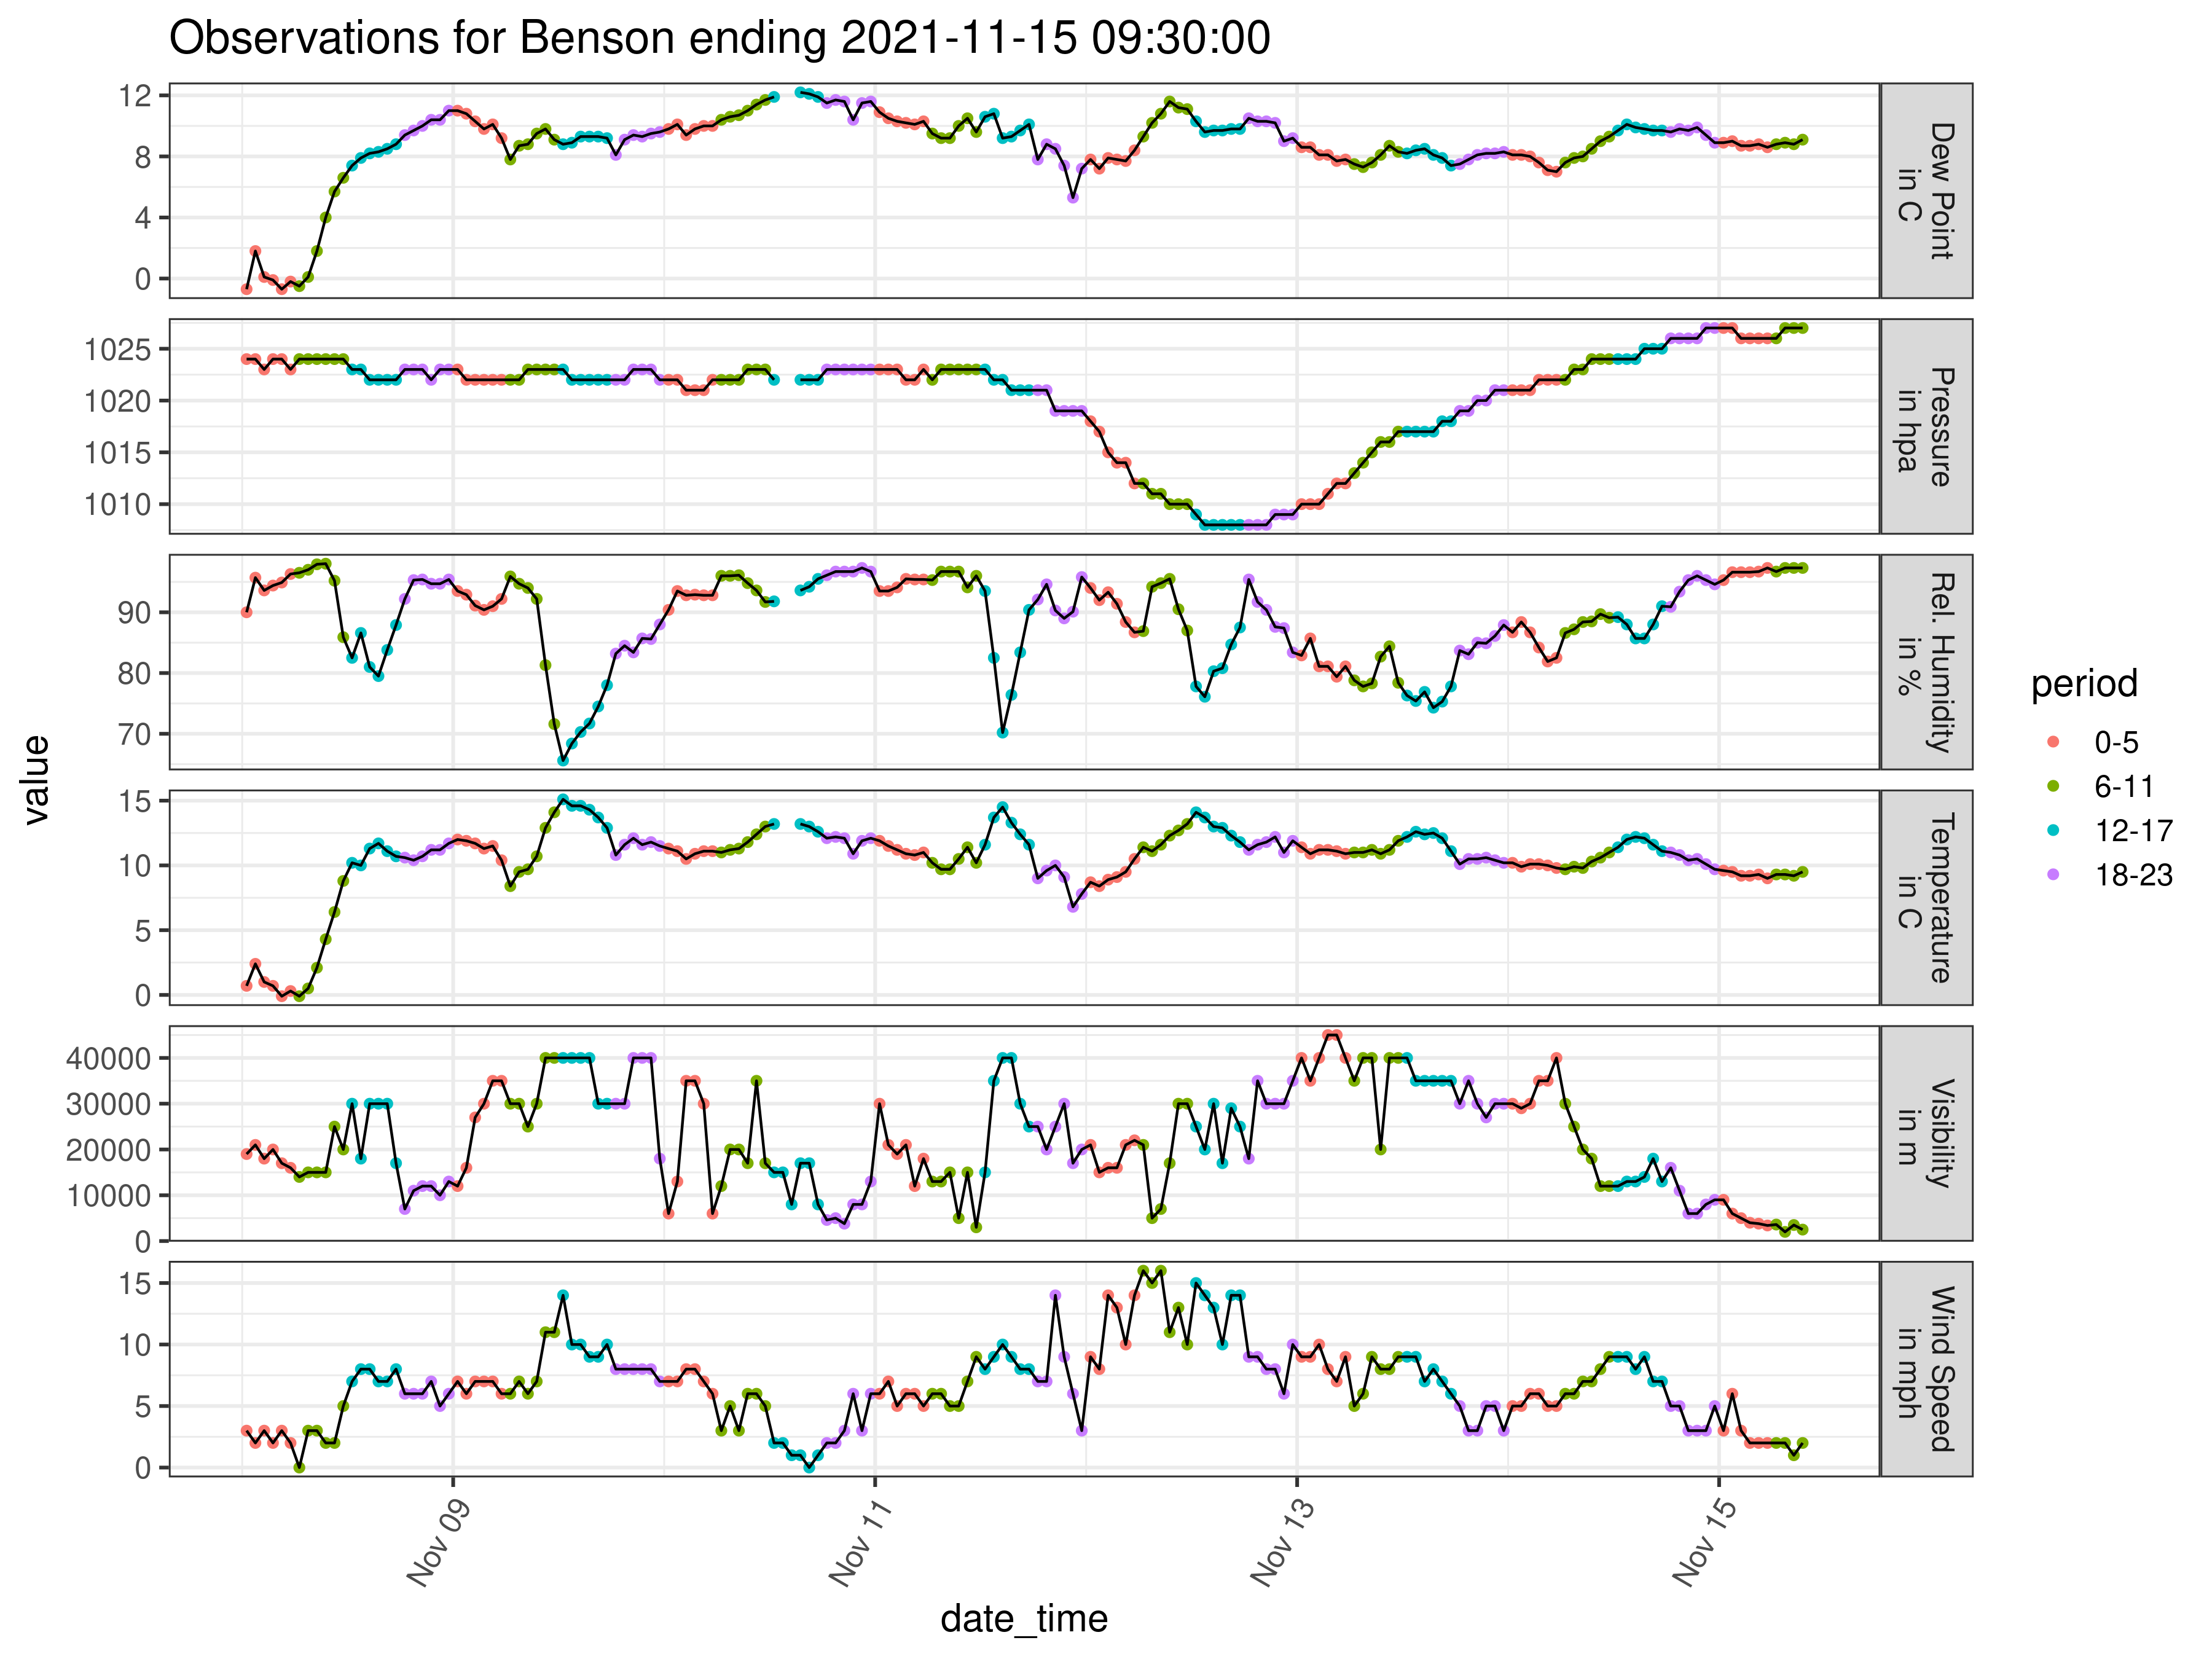 Observations for Benson ending 2021-11-15 09:30:00
value
12
8
4
0
Dew Point
in C
1025
1020
1015
1010
Pressure
in hpa
90
80
70
Rel. Humidity
in %
15
10
5
0
Temperature
in C
40000
30000
20000
10000
0
Visibility
in m
15
10
5
0
Wind Speed
in mph
Nov 09
Nov 11
Nov 13
Nov 15
date_time
period
0-5
6-11
12-17
18-23